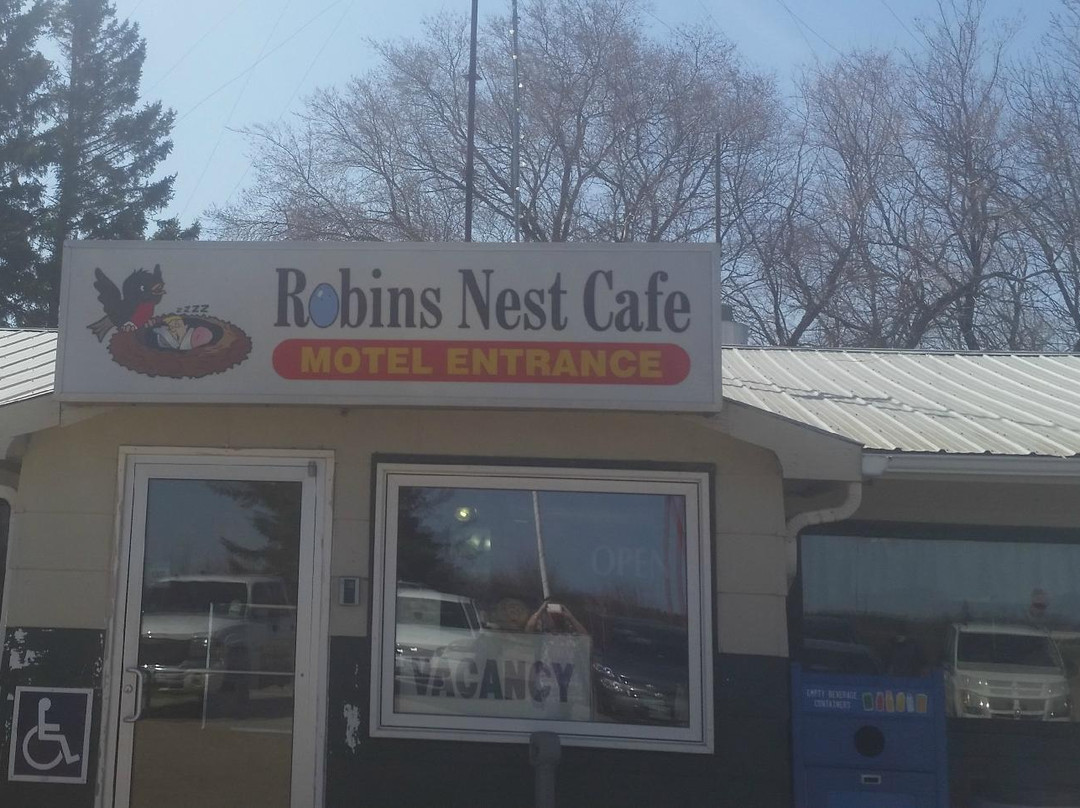 zzzz
Robins Nest Cafe
MOTEL ENTRANCE
OPEN
VACANCY
EMPTY BEVERAGE
CONTAINERS